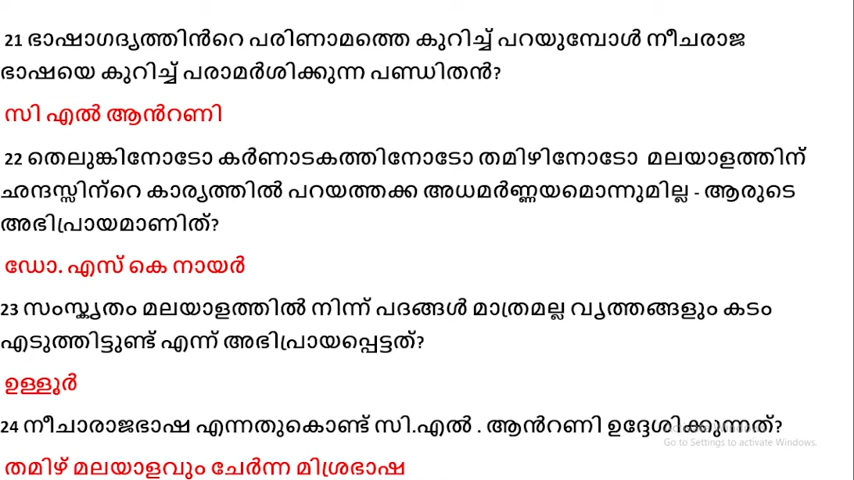 21 ഭാഷാഗദ്യത്തിൻറെ പരിണാമത്തെ കുറിച്ച് പറയുമ്പോൾ നീചരാജ
ഭാഷയെ കുറിച്ച് പരാമർശിക്കുന്ന പണ്ഡിതൻ?
സി എൽ ആൻറണി
22 തെലുങ്കിനോടോ കർണാടകത്തിനോടോ തമിഴിനോടോ മലയാളത്തിന്
ഛന്ദസ്സിന്റെ കാര്യത്തിൽ പറയത്തക്ക അധമർണ്ണയമൊന്നുമില്ല - ആരുടെ
അഭിപ്രായമാണിത്?
ഡോ. എസ് കെ നായർ
23 സംസ്കൃതം മലയാളത്തിൽ നിന്ന് പദങ്ങൾ മാത്രമല്ല വൃത്തങ്ങളും കടം
എടുത്തിട്ടുണ്ട് എന്ന് അഭിപ്രായപ്പെട്ടത്?
ഉള്ളൂർ
24 നീചാരാജഭാഷ എന്നതുകൊണ്ട് സി.എൽ . ആൻറണി ഉദ്ദേശിക്കുന്നത്?
Go to Settings to activate Windows.
തമിഴ് മലയാളവും ചേർന്ന മിശ്രഭാഷ